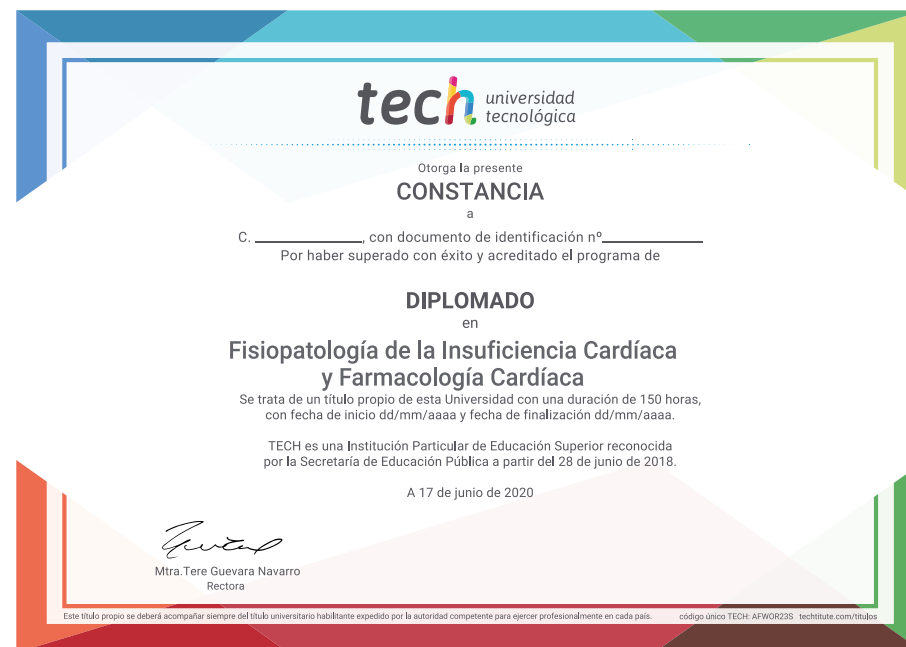 tech universidad
tecnológica
Otorga la presente
CONSTANCIA
a
C. ______________, con documento de identificación nº______________
Por haber superado con éxito y acreditado el programa de
DIPLOMADO
en
Fisiopatología de la Insuficiencia Cardíaca
y Farmacología Cardíaca
Se trata de un título propio de esta Universidad con una duración de 150 horas,
con fecha de inicio dd/mm/aaaa y fecha de finalización dd/mm/aaaa.
TECH es una Institución Particular de Educación Superior reconocida
por la Secretaría de Educación Pública a partir del 28 de junio de 2018.
A 17 de junio de 2020
Mtra.Tere Guevara Navarro
Rectora
Este título propio se deberá acompañar siempre del título universitario habilitante expedido por la autoridad competente para ejercer profesionalmente en cada país. código único TECH: AFWOR23S techtitute.com/titulos